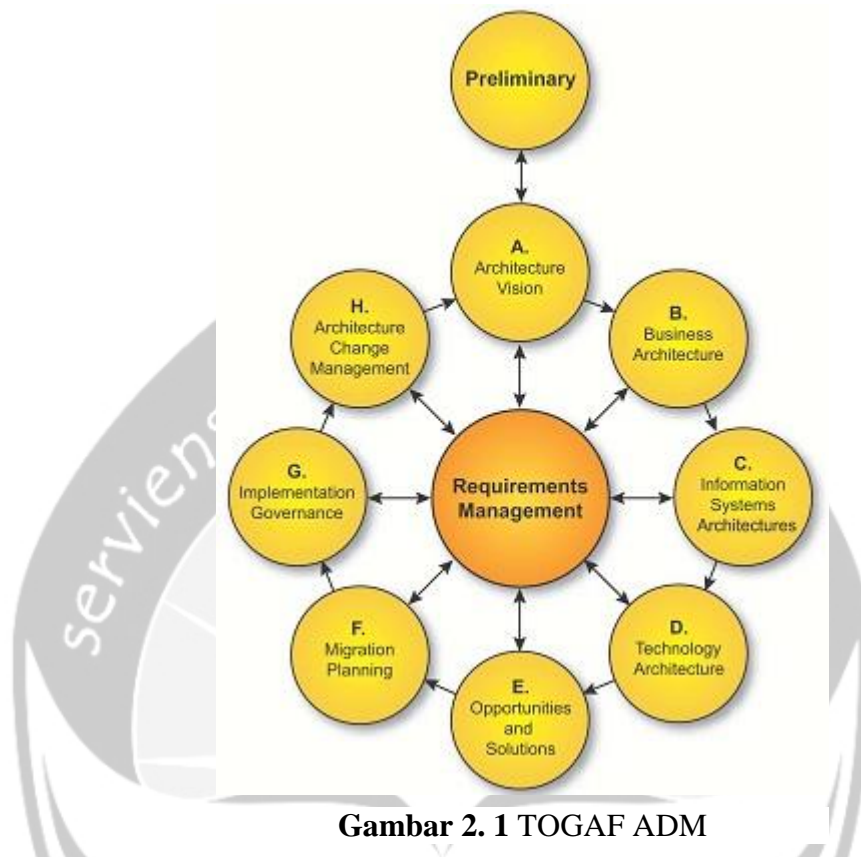 Preliminary
A.
Architecture
Vision
B.
Business
Architecture
C.
Information
Systems
Architectures
D.
Technology
Architecture
E.
Opportunities
and
Solutions
F.
Migration
Planning
G.
Implementation
Governance
H.
Architecture
Change
Management
Requirements
Management
serviens
Gambar 2. 1 TOGAF ADM